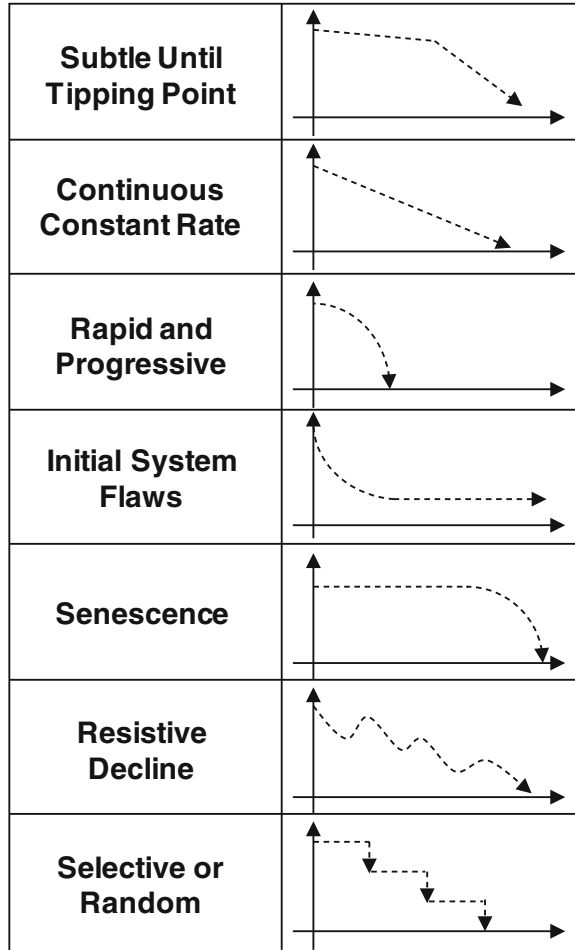 Subtle Until
Tipping Point
Continuous
Constant Rate
Rapid and
Progressive
Initial System
Flaws
Senescence
Resistive
Decline
Selective or
Random